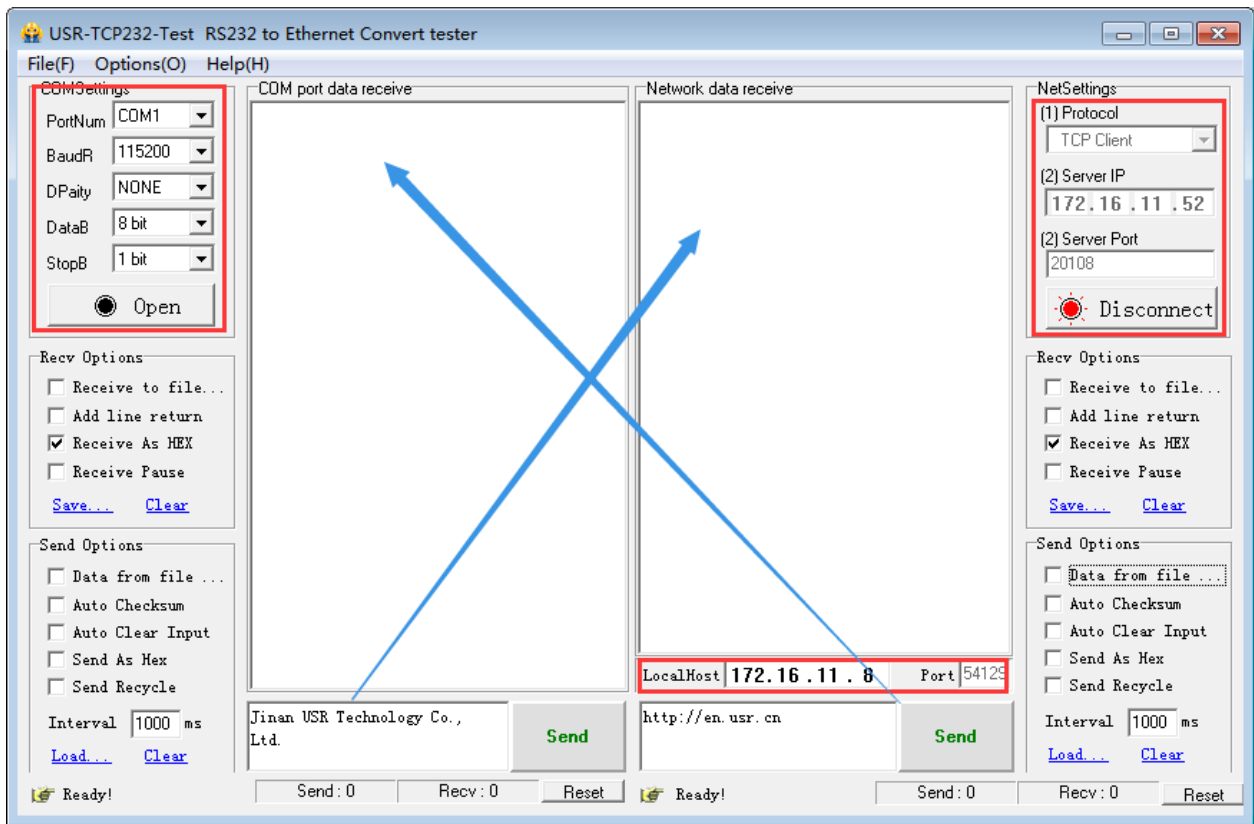 USR-TCP232-Test RS232 to Ethernet Convert tester
File(F) Options(O) Help(H)
COMSettings
PortNum COM1
BaudR 115200
DPaity NONE
DataB 8 bit
StopB 1 bit
Open
Recv Options
Receive to file...
Add line return
Receive As HEX
Receive Pause
Save... Clear
Send Options
Data from file ...
Auto Checksum
Auto Clear Input
Send As Hex
Send Recycle
Interval 1000 ms
Load... Clear
COM port data receive
Jinan USR Technology Co.,
Ltd.
Send
Network data receive
LocalHost 172.16.11.8 Port 54129
http://en.usr.cn
Send
NetSettings
(1) Protocol
TCP Client
(2) Server IP
172.16.11.52
(2) Server Port
20108
Disconnect
Recv Options
Receive to file...
Add line return
Receive As HEX
Receive Pause
Save... Clear
Send Options
Data from file ...
Auto Checksum
Auto Clear Input
Send As Hex
Send Recycle
Interval 1000 ms
Load... Clear
Ready! Send : 0 Recv : 0 Reset
Ready! Send : 0 Recv : 0 Reset